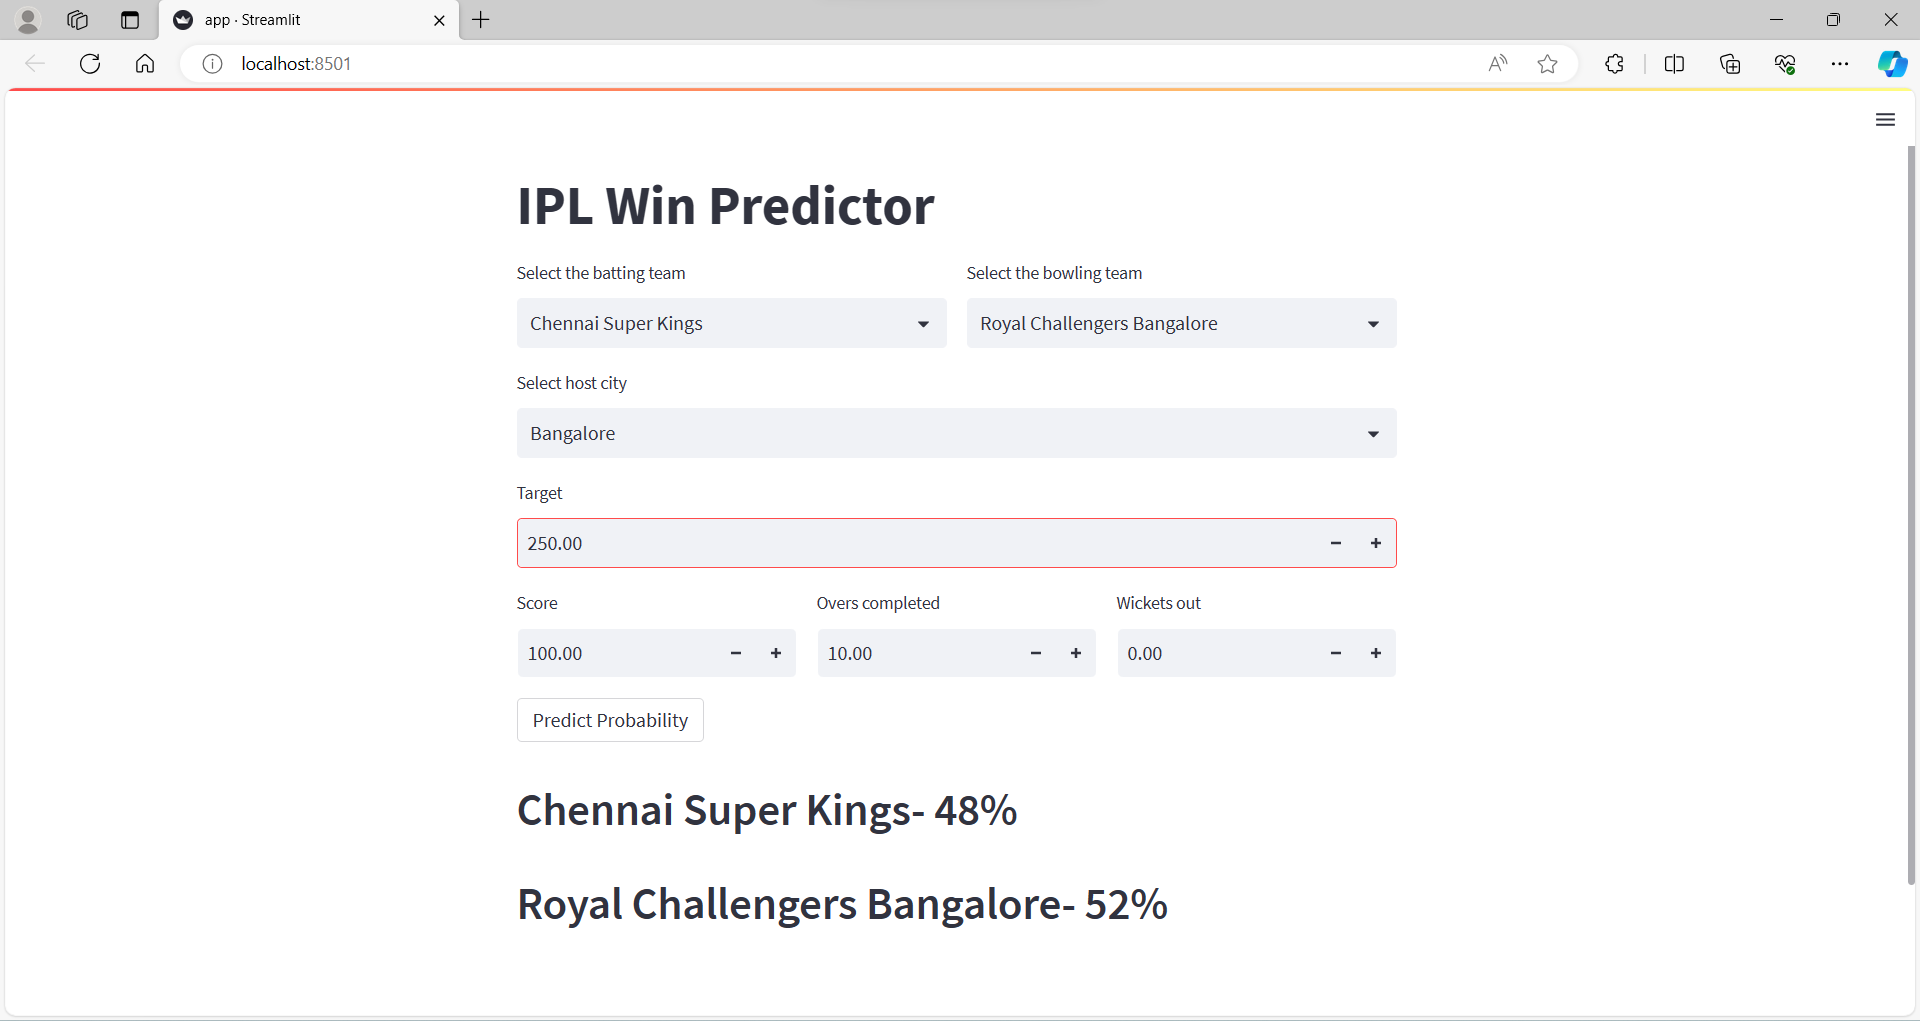 app · Streamlit
localhost:8501
IPL Win Predictor
Select the batting team
Select the bowling team
Chennai Super Kings
Royal Challengers Bangalore
Select host city
Bangalore
Target
250.00
Score
Overs completed
Wickets out
100.00
10.00
0.00
Predict Probability
Chennai Super Kings- 48%
Royal Challengers Bangalore- 52%